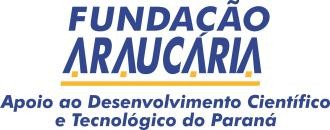 FUNDAÇÃO
ARAUCÁRIA
Apoio ao Desenvolvimento Científico
e Tecnológico do Paraná